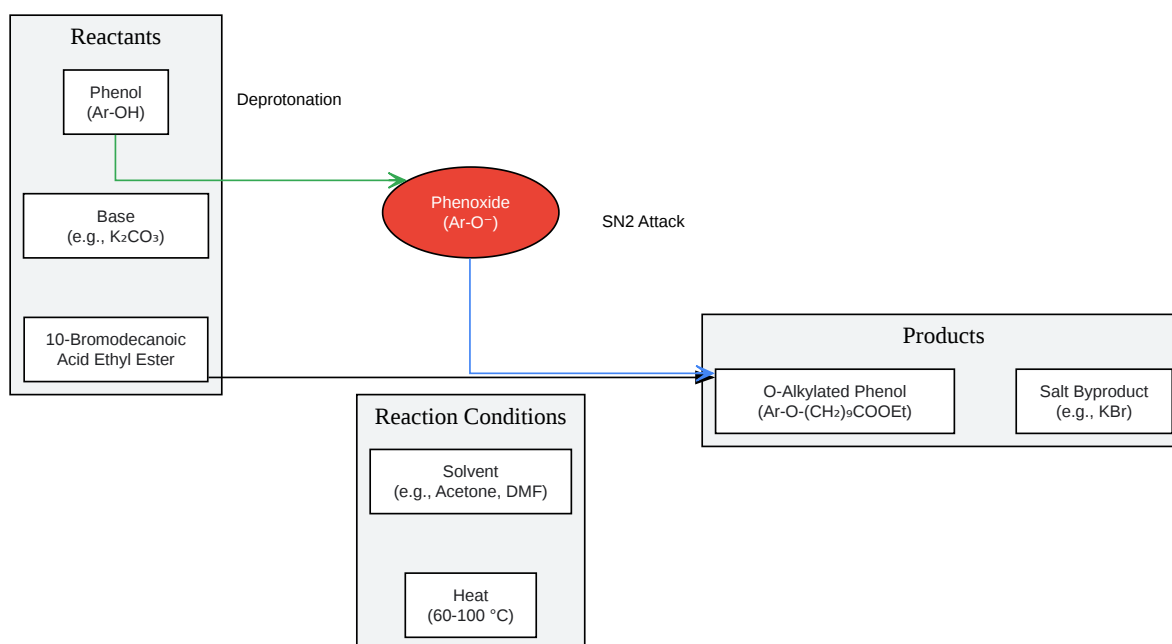 Reactants
Phenol
(Ar-OH)
Deprotonation
Base
(e.g., K₂CO₃)
Phenoxide
(Ar-O⁻)
SN2 Attack
10-Bromodecanoic
Acid Ethyl Ester
Products
O-Alkylated Phenol
(Ar-O-(CH₂)₉COOEt)
Salt Byproduct
(e.g., KBr)
Reaction Conditions
Solvent
(e.g., Acetone, DMF)
Heat
(60-100 °C)